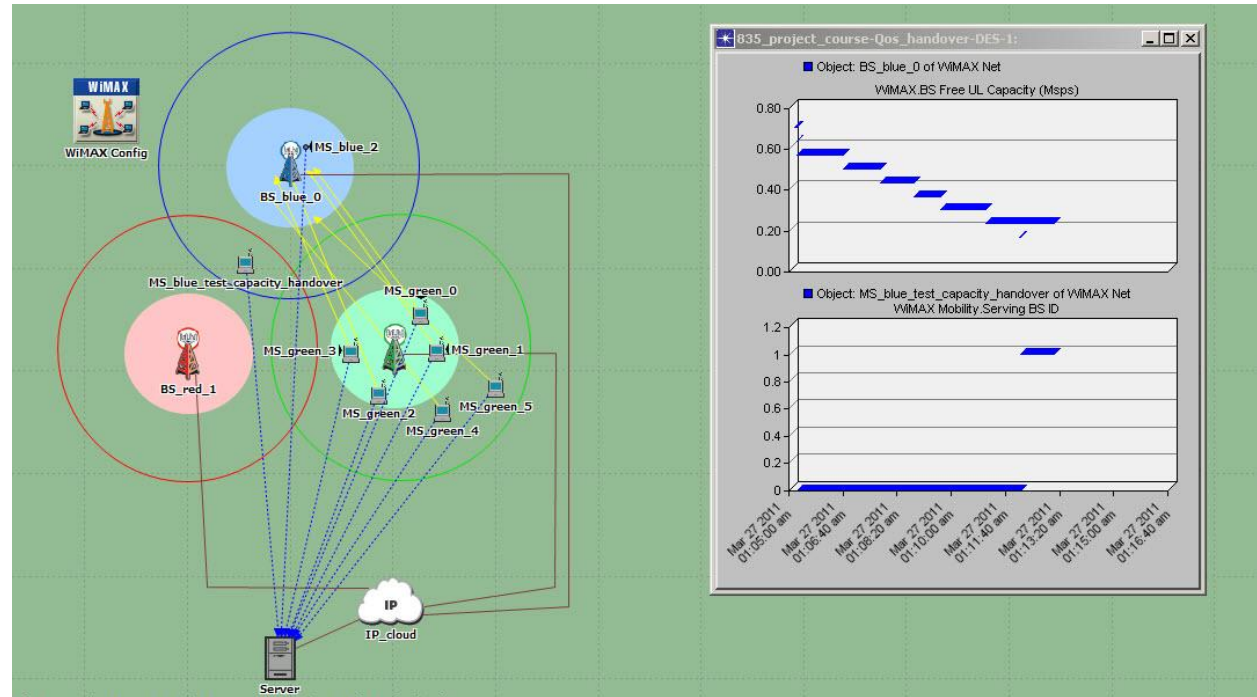 WiMAX
WiMAX Config
MS_blue_2
BS_blue_0
MS_blue_test_capacity_handover
MS_green_0
MS_green_3
MS_green_1
BS_red_1
MS_green_2
MS_green_5
MS_green_4
IP
IP_cloud
Server
835_project_course-Qos_handover-DES-1:
Object: BS_blue_0 of WiMAX Net
WiMAX.BS Free UL Capacity (Msps)
0.80
0.60
0.40
0.20
0.00
Object: MS_blue_test_capacity_handover of WiMAX Net
WiMAX Mobility.Serving BS ID
1.2
1
0.8
0.6
0.4
0.2
0
Mar 27 2011
01:05:00 am
Mar 27 2011
01:06:40 am
Mar 27 2011
01:08:20 am
Mar 27 2011
01:10:00 am
Mar 27 2011
01:11:40 am
Mar 27 2011
01:13:20 am
Mar 27 2011
01:15:00 am
Mar 27 2011
01:16:40 am